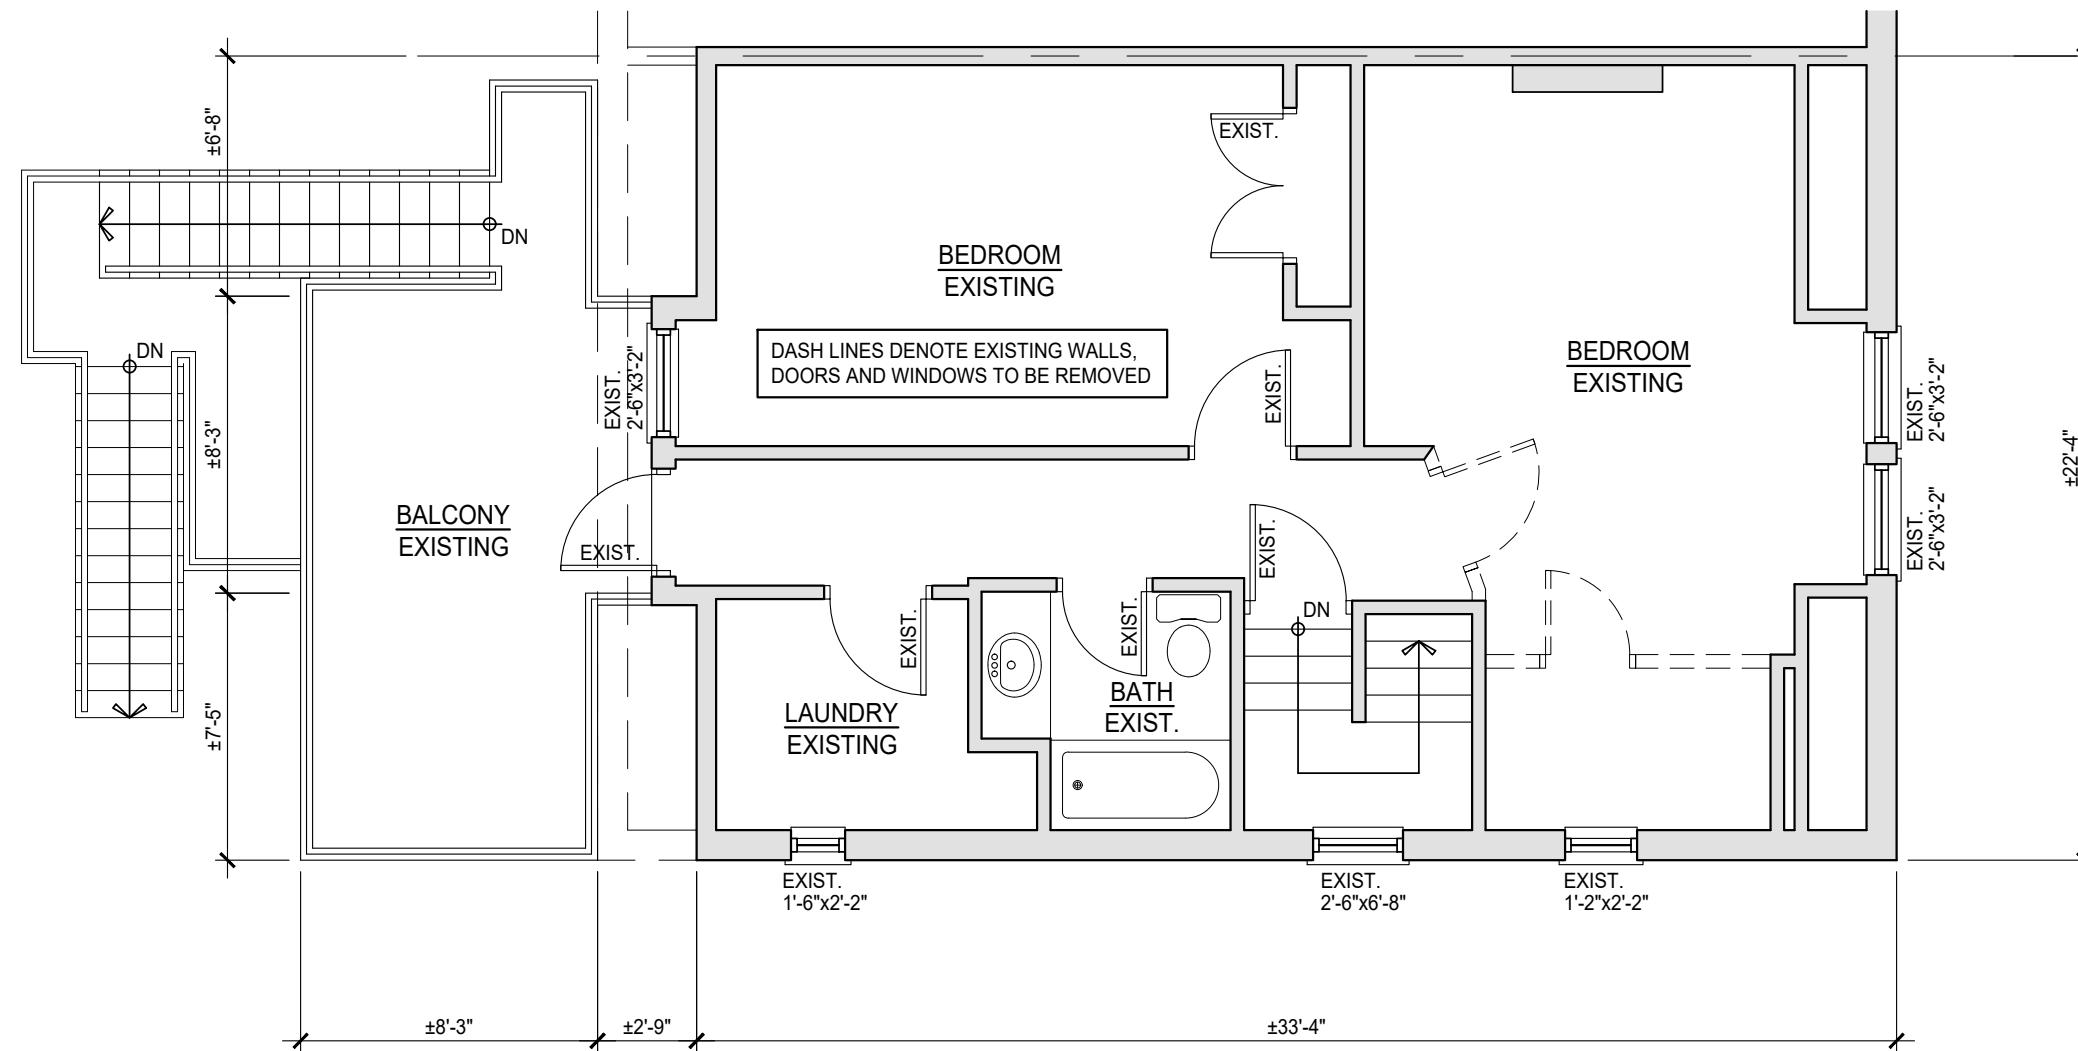 ±6'-8"
EXIST.
DN
BEDROOM
EXISTING
DASH LINES DENOTE EXISTING WALLS,
DOORS AND WINDOWS TO BE REMOVED
BEDROOM
EXISTING
DN
EXIST.
2'-6"x3'-2"
EXIST.
EXIST.
2'-6"x3'-2"
±8'-3"
±22'-4"
BALCONY
EXISTING
EXIST.
EXIST.
EXIST.
2'-6"x3'-2"
DN
EXIST.
EXIST.
±7'-5"
LAUNDRY
EXISTING
BATH
EXIST.
EXIST.
1'-6"x2'-2"
EXIST.
2'-6"x6'-8"
EXIST.
1'-2"x2'-2"
±8'-3"
±2'-9"
±33'-4"